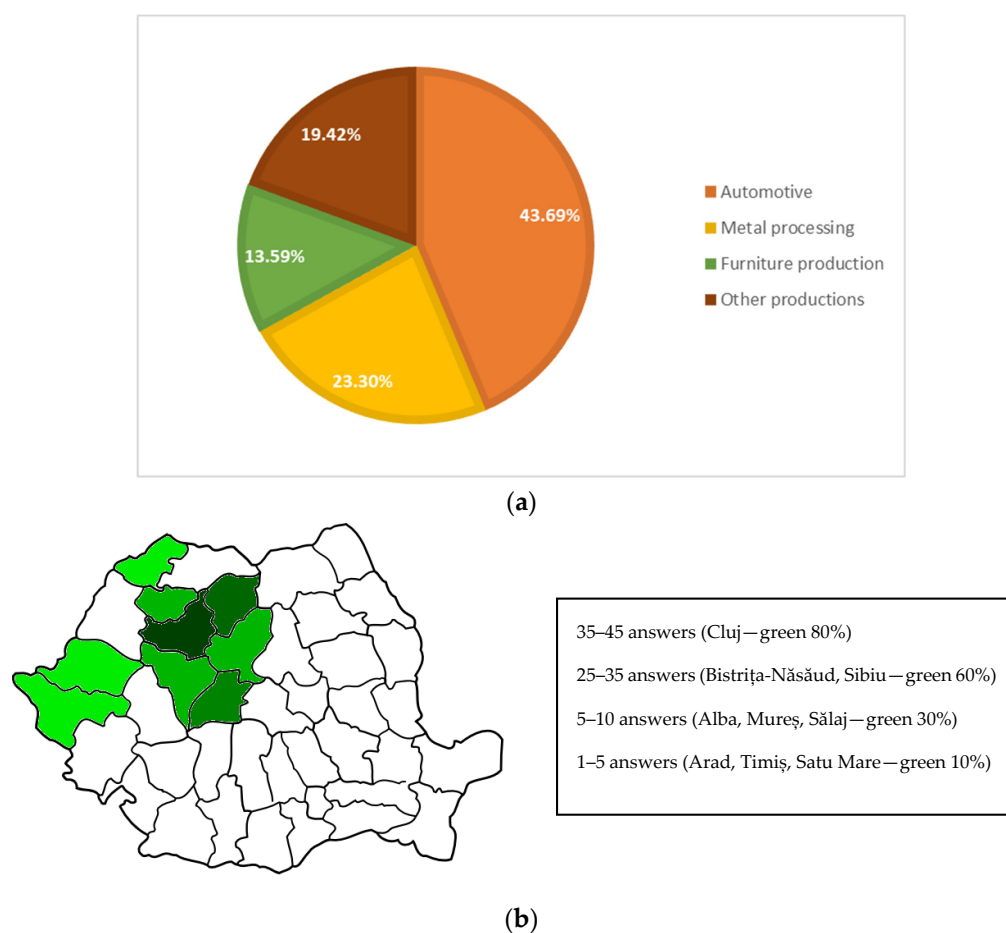 19.42%
43.69%
13.59%
23.30%
Automotive
Metal processing
Furniture production
Other productions
(a)
35–45 answers (Cluj—green 80%)
25–35 answers (Bistrița-Năsăud, Sibiu—green 60%)
5–10 answers (Alba, Mureș, Sălaj—green 30%)
1–5 answers (Arad, Timiș, Satu Mare—green 10%)
(b)